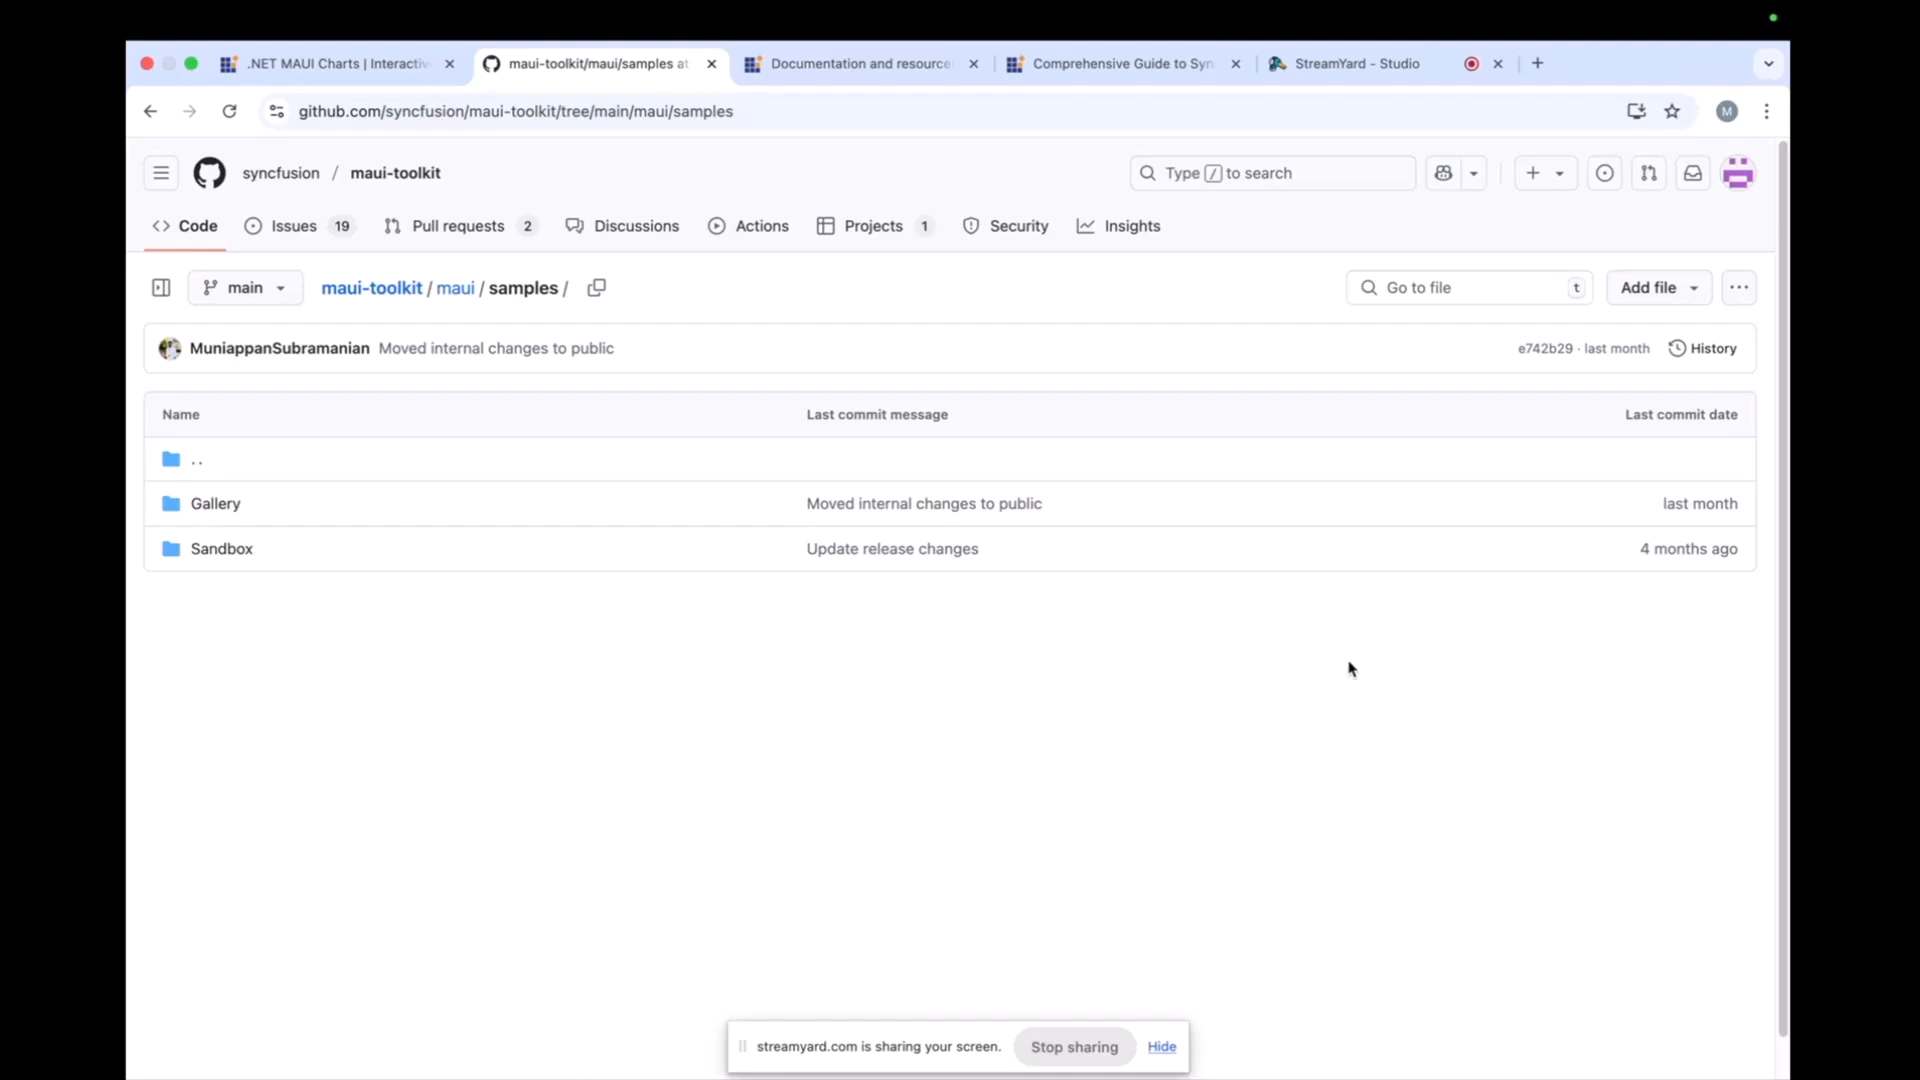 .NET MAUI Charts | Interactiv
maui-toolkit/maui/samples at
Documentation and resource
Comprehensive Guide to Syn
StreamYard - Studio
github.com/syncfusion/maui-toolkit/tree/main/maui/samples
M
syncfusion / maui-toolkit
Type / to search
Code
Issues 19
Pull requests 2
Discussions
Actions
Projects 1
Security
Insights
main
maui-toolkit / maui / samples /
Go to file t
Add file
MuniappanSubramanian Moved internal changes to public
e742b29 · last month
History
Name Last commit message Last commit date
..
Gallery Moved internal changes to public last month
Sandbox Update release changes 4 months ago
streamyard.com is sharing your screen. Stop sharing Hide